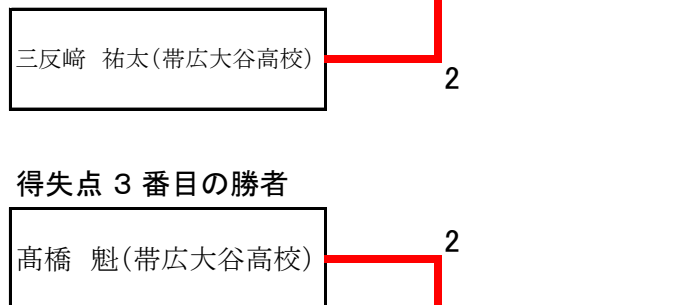 三反﨑 祐太(帯広大谷高校)
2
得失点 3 番目の勝者
2
髙橋 魁(帯広大谷高校)